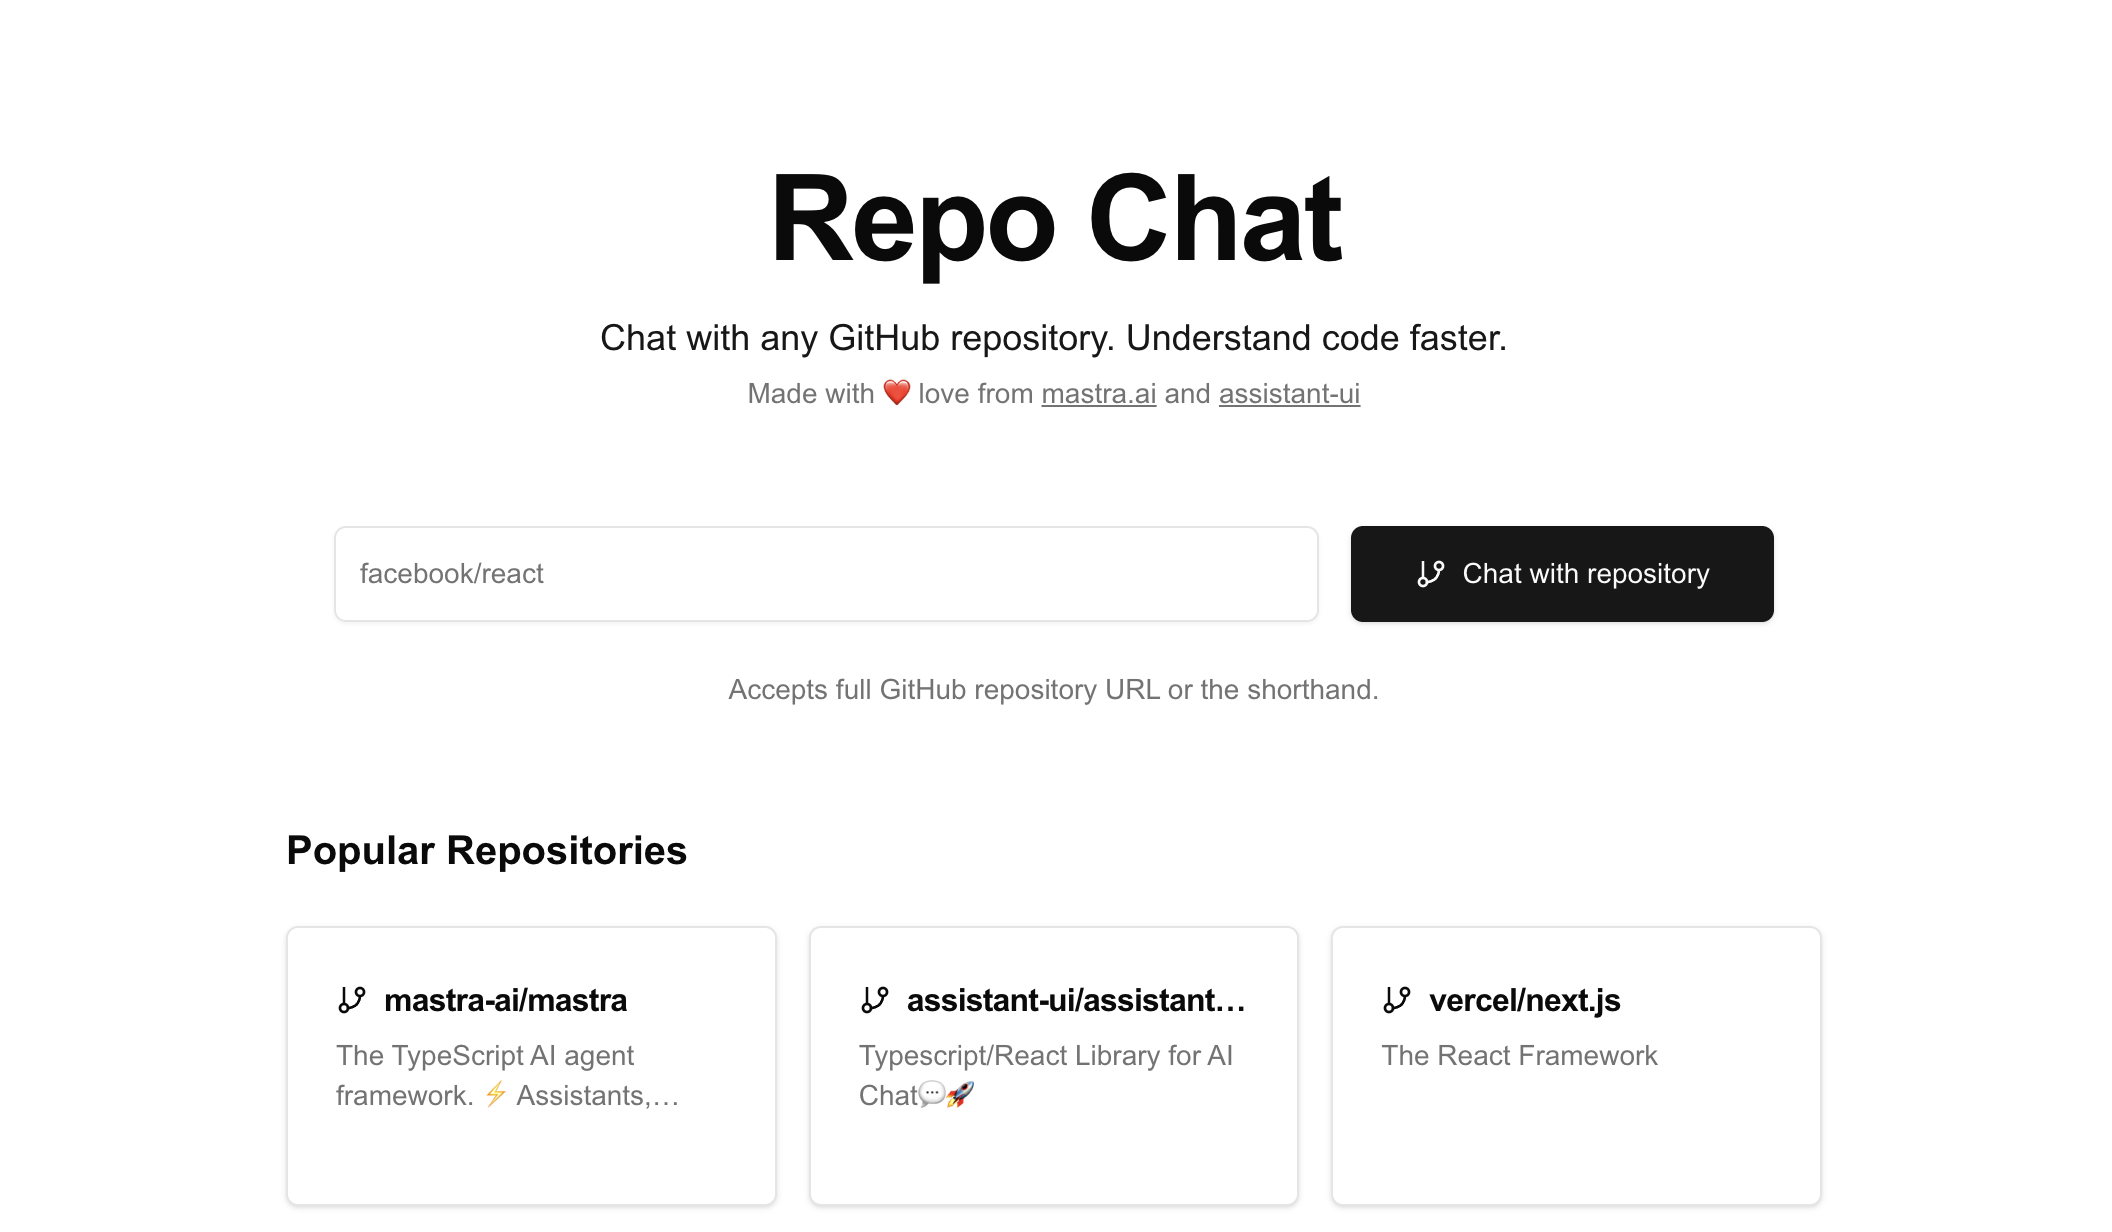 Repo Chat
Chat with any GitHub repository. Understand code faster.
Made with ❤️ love from mastra.ai and assistant-ui
facebook/react
Chat with repository
Accepts full GitHub repository URL or the shorthand.
Popular Repositories
mastra-ai/mastra
The TypeScript AI agent
framework. ⚡ Assistants,…
assistant-ui/assistant…
Typescript/React Library for AI
Chat💬🚀
vercel/next.js
The React Framework